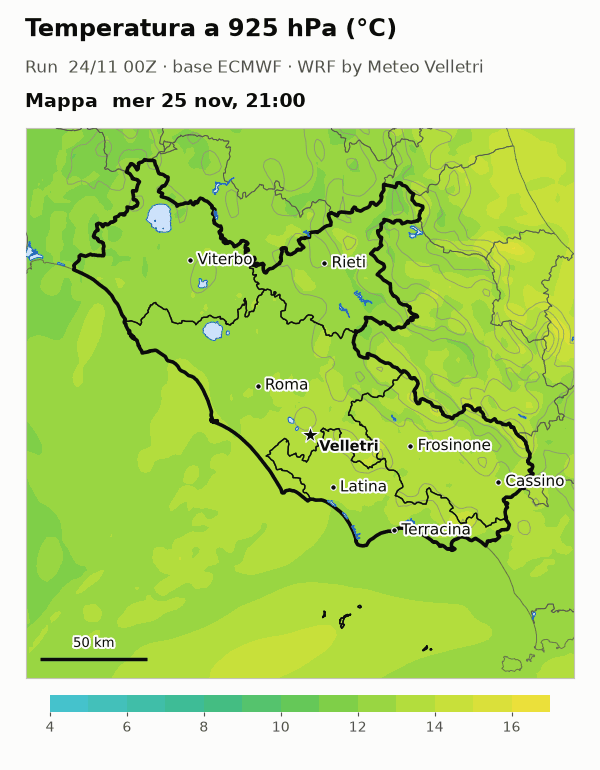 Temperatura a 925 hPa (°C)
Run  24/11 00Z · base ECMWF · WRF by Meteo Velletri
Mappa  mer 25 nov, 21:00
Viterbo
Rieti
Roma
Velletri
Frosinone
Cassino
Latina
Terracina
50 km
4 6 8 10 12 14 16